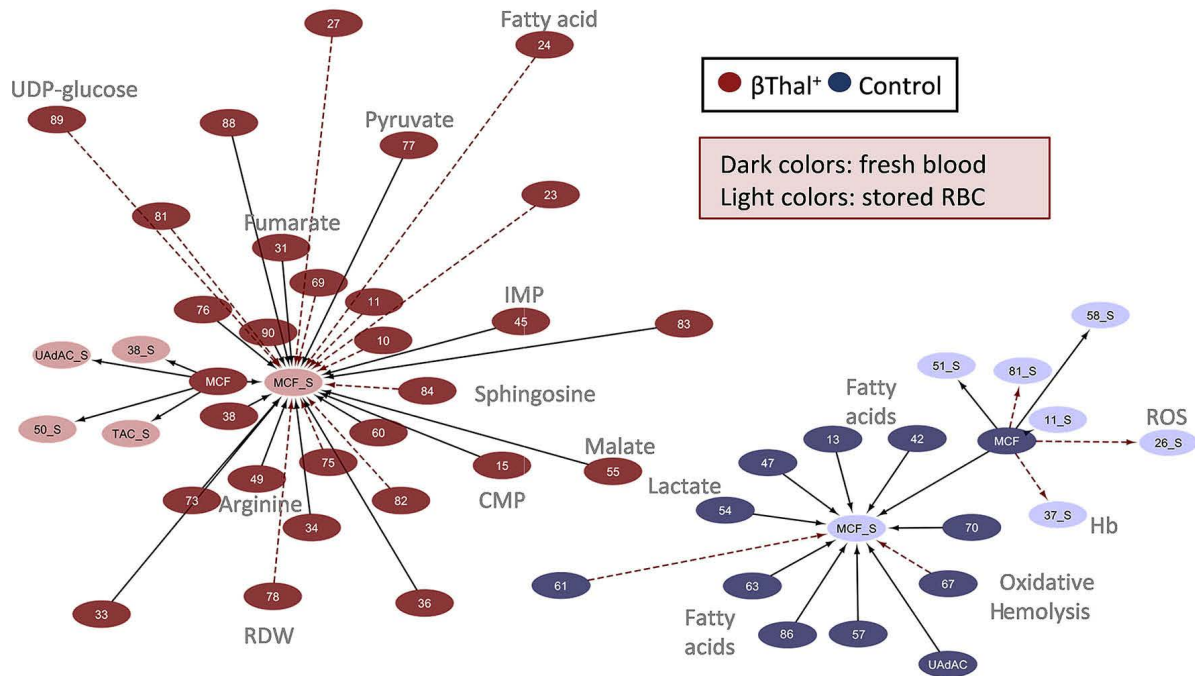 27
Fatty acid
24
UDP-glucose
89
88
Pyruvate
77
βThal⁺ Control
Dark colors: fresh blood
Light colors: stored RBC
81
23
Fumarate
31
69
11
76
90
10
IMP
45
83
UAdAC_S
38_S
MCF
MCF_S
84
Sphingosine
50_S
TAC_S
38
60
73
49
Arginine
75
82
34
15
CMP
Malate
55
33
78
RDW
36
58_S
51_S
81_S
Fatty
acids
11_S
ROS
MCF
26_S
13
42
47
Lactate
54
MCF_S
70
37_S
Hb
61
63
67
Oxidative
Hemolysis
Fatty
acids
86
57
UAdAC